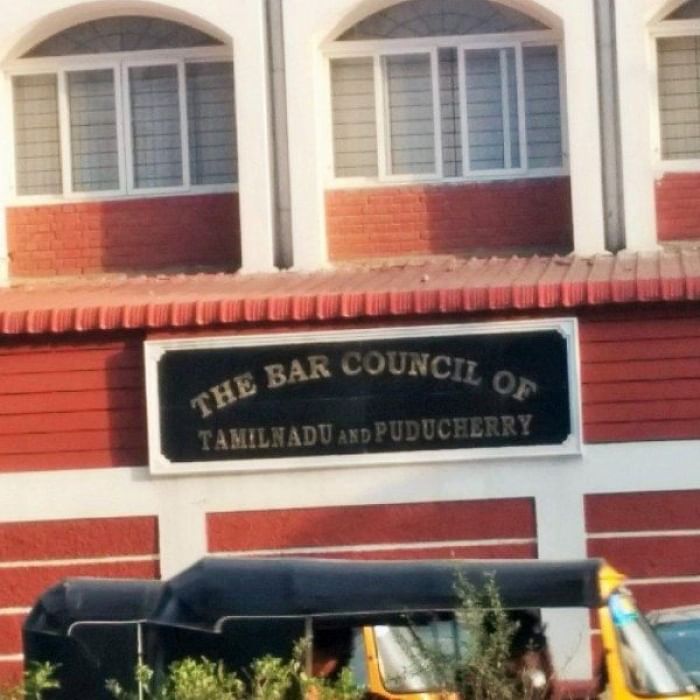 THE BAR COUNCIL OF
TAMILNADU AND PUDUCHERRY